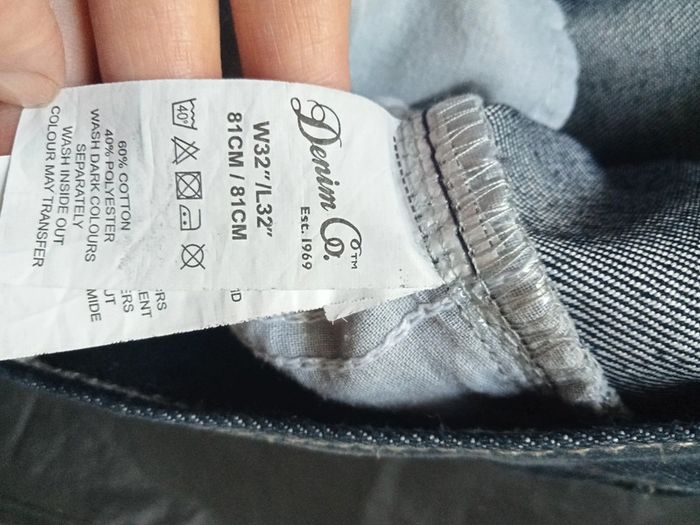 Denim Co.™
Est. 1969
W32"/L32"
81CM / 81CM
40°
60% COTTON
40% POLYESTER
WASH DARK COLOURS
SEPARATELY
WASH INSIDE OUT
COLOUR MAY TRANSFER